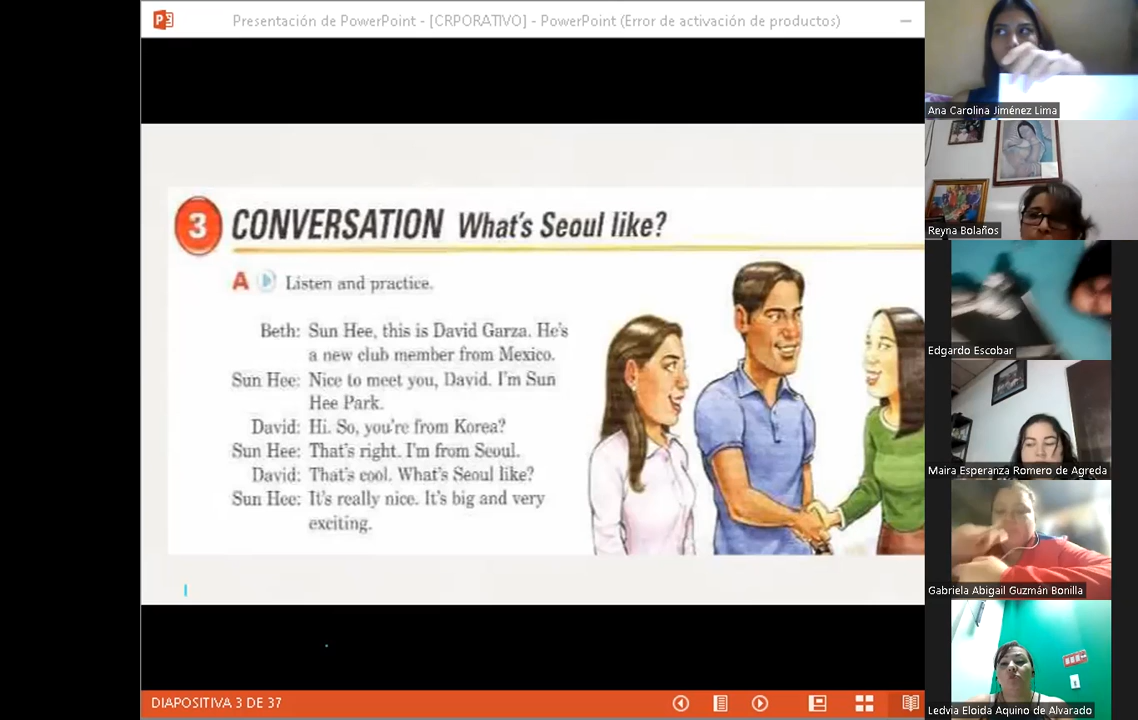 Presentación de PowerPoint - [CRPORATIVO] - PowerPoint (Error de activación de productos)
3 CONVERSATION What's Seoul like?
A Listen and practice.
Beth: Sun Hee, this is David Garza. He's
a new club member from Mexico.
Sun Hee: Nice to meet you, David. I'm Sun
Hee Park.
David: Hi. So, you're from Korea?
Sun Hee: That's right. I'm from Seoul.
David: That's cool. What's Seoul like?
Sun Hee: It's really nice. It's big and very
exciting.
DIAPOSITIVA 3 DE 37
Ana Carolina Jiménez Lima
Reyna Bolaños
Edgardo Escobar
Maira Esperanza Romero de Agreda
Gabriela Abigail Guzmán Bonilla
Ledvia Eloida Aquino de Alvarado